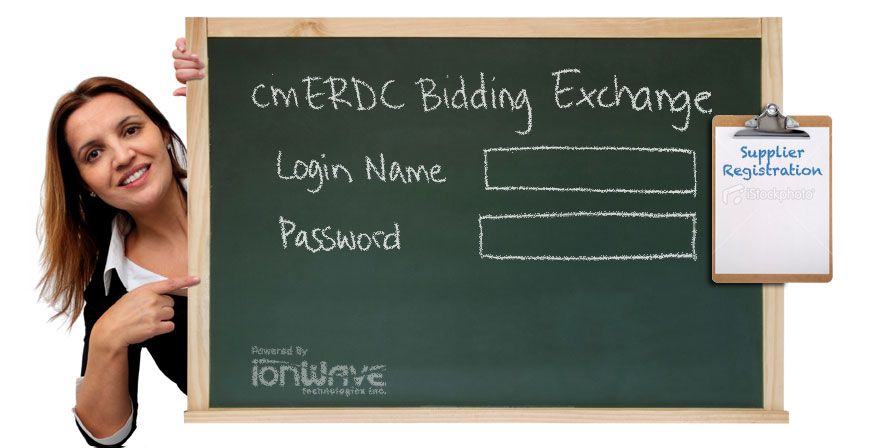 cmERDC Bidding Exchange
Login Name
Password
Supplier
Registration
iStockphoto
Powered By
ionWave
Technologies Inc.